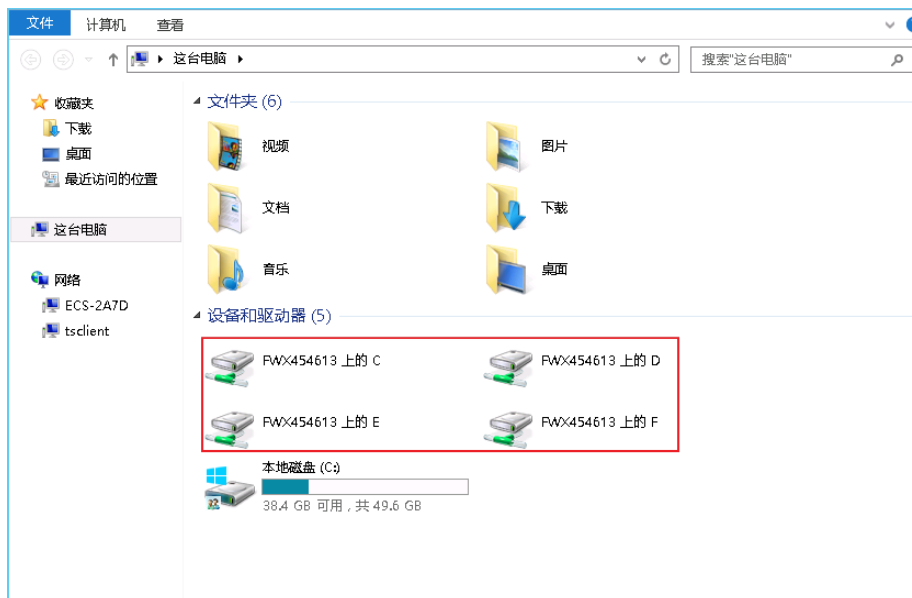 文件 计算机 查看
这台电脑 搜索"这台电脑"
收藏夹
下载
桌面
最近访问的位置
这台电脑
网络
ECS-2A7D
tsclient
文件夹 (6)
视频 图片
文档 下载
音乐 桌面
设备和驱动器 (5)
FWX454613 上的 C FWX454613 上的 D
FWX454613 上的 E FWX454613 上的 F
本地磁盘 (C:)
38.4 GB 可用 , 共 49.6 GB